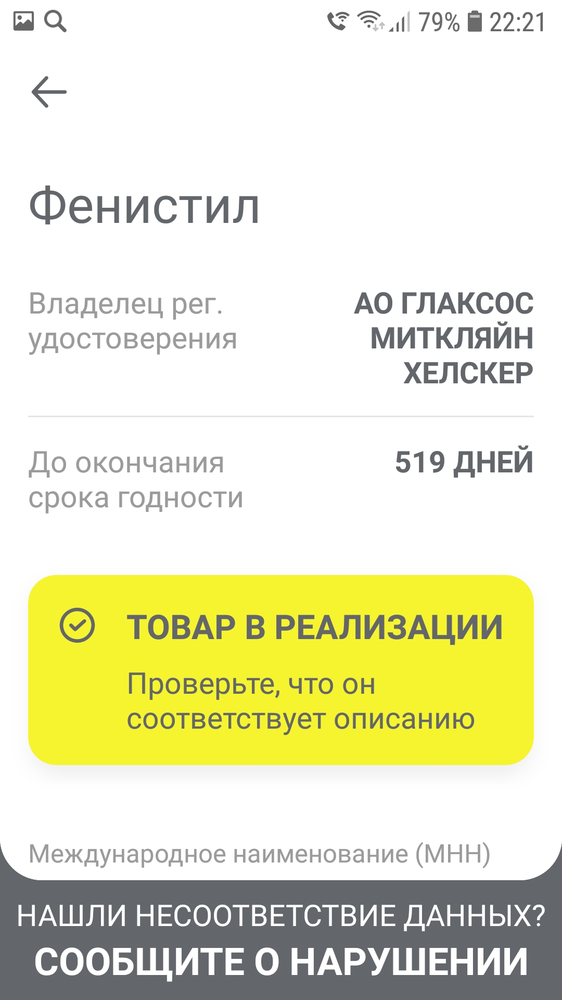 79% 22:21
Фенистил
Владелец рег.
удостоверения
АО ГЛАКСОС
МИТКЛЯЙН
ХЕЛСКЕР
До окончания
срока годности
519 ДНЕЙ
ТОВАР В РЕАЛИЗАЦИИ
Проверьте, что он
соответствует описанию
Международное наименование (МНН)
НАШЛИ НЕСООТВЕТСТВИЕ ДАННЫХ?
СООБЩИТЕ О НАРУШЕНИИ